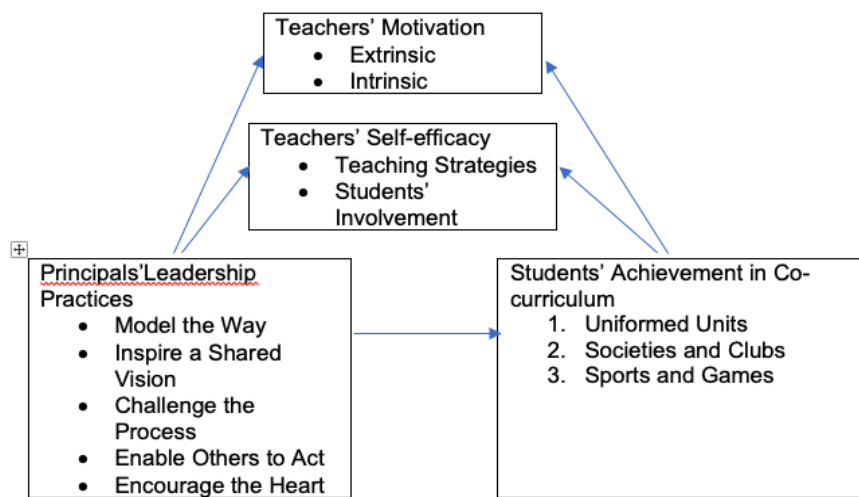 Teachers' Motivation
• Extrinsic
• Intrinsic
Teachers' Self-efficacy
• Teaching Strategies
• Students'
Involvement
Principals'Leadership
Practices
• Model the Way
• Inspire a Shared
Vision
• Challenge the
Process
• Enable Others to Act
• Encourage the Heart
Students' Achievement in Co-
curriculum
1. Uniformed Units
2. Societies and Clubs
3. Sports and Games